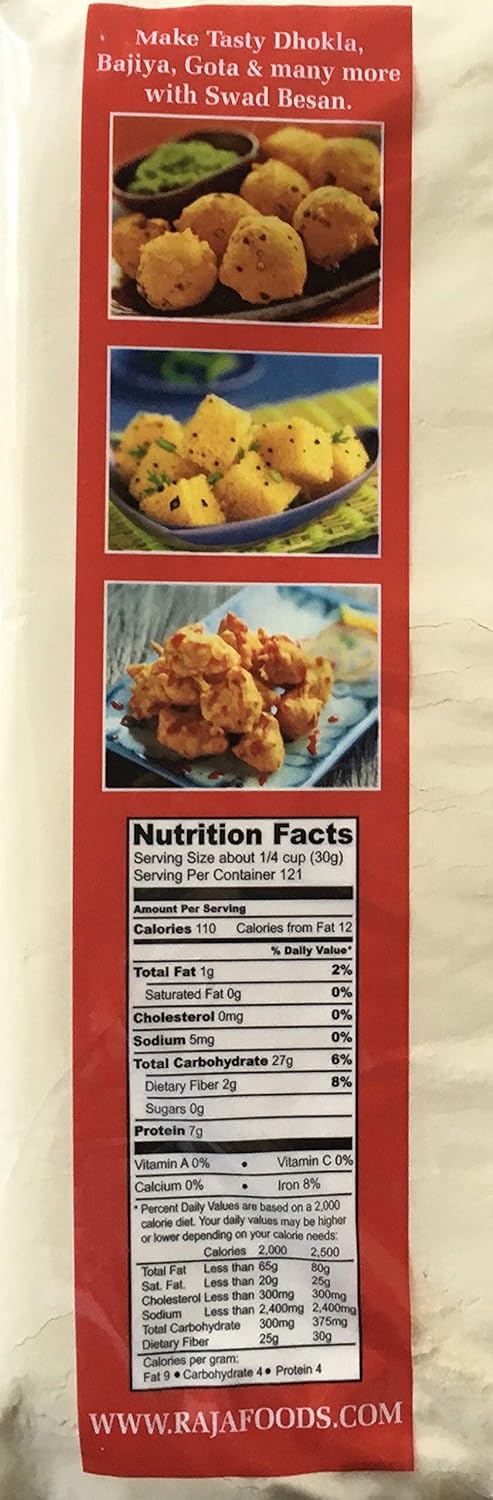 Make Tasty Dhokla,
Bajiya, Gota & many more
with Swad Besan.
Nutrition Facts
Serving Size about 1/4 cup (30g)
Serving Per Container 121
Amount Per Serving
Calories 110 Calories from Fat 12
% Daily Value*
Total Fat 1g 2%
Saturated Fat 0g 0%
Cholesterol 0mg 0%
Sodium 5mg 0%
Total Carbohydrate 27g 6%
Dietary Fiber 2g 8%
Sugars 0g
Protein 7g
Vitamin A 0% • Vitamin C 0%
Calcium 0% • Iron 8%
* Percent Daily Values are based on a 2,000
calorie diet. Your daily values may be higher
or lower depending on your calorie needs:
Calories 2,000 2,500
Total Fat Less than 65g 80g
Sat. Fat. Less than 20g 25g
Cholesterol Less than 300mg 300mg
Sodium Less than 2,400mg 2,400mg
Total Carbohydrate 300mg 375mg
Dietary Fiber 25g 30g
Calories per gram:
Fat 9 • Carbohydrate 4 • Protein 4
WWW.RAJAFOODS.COM